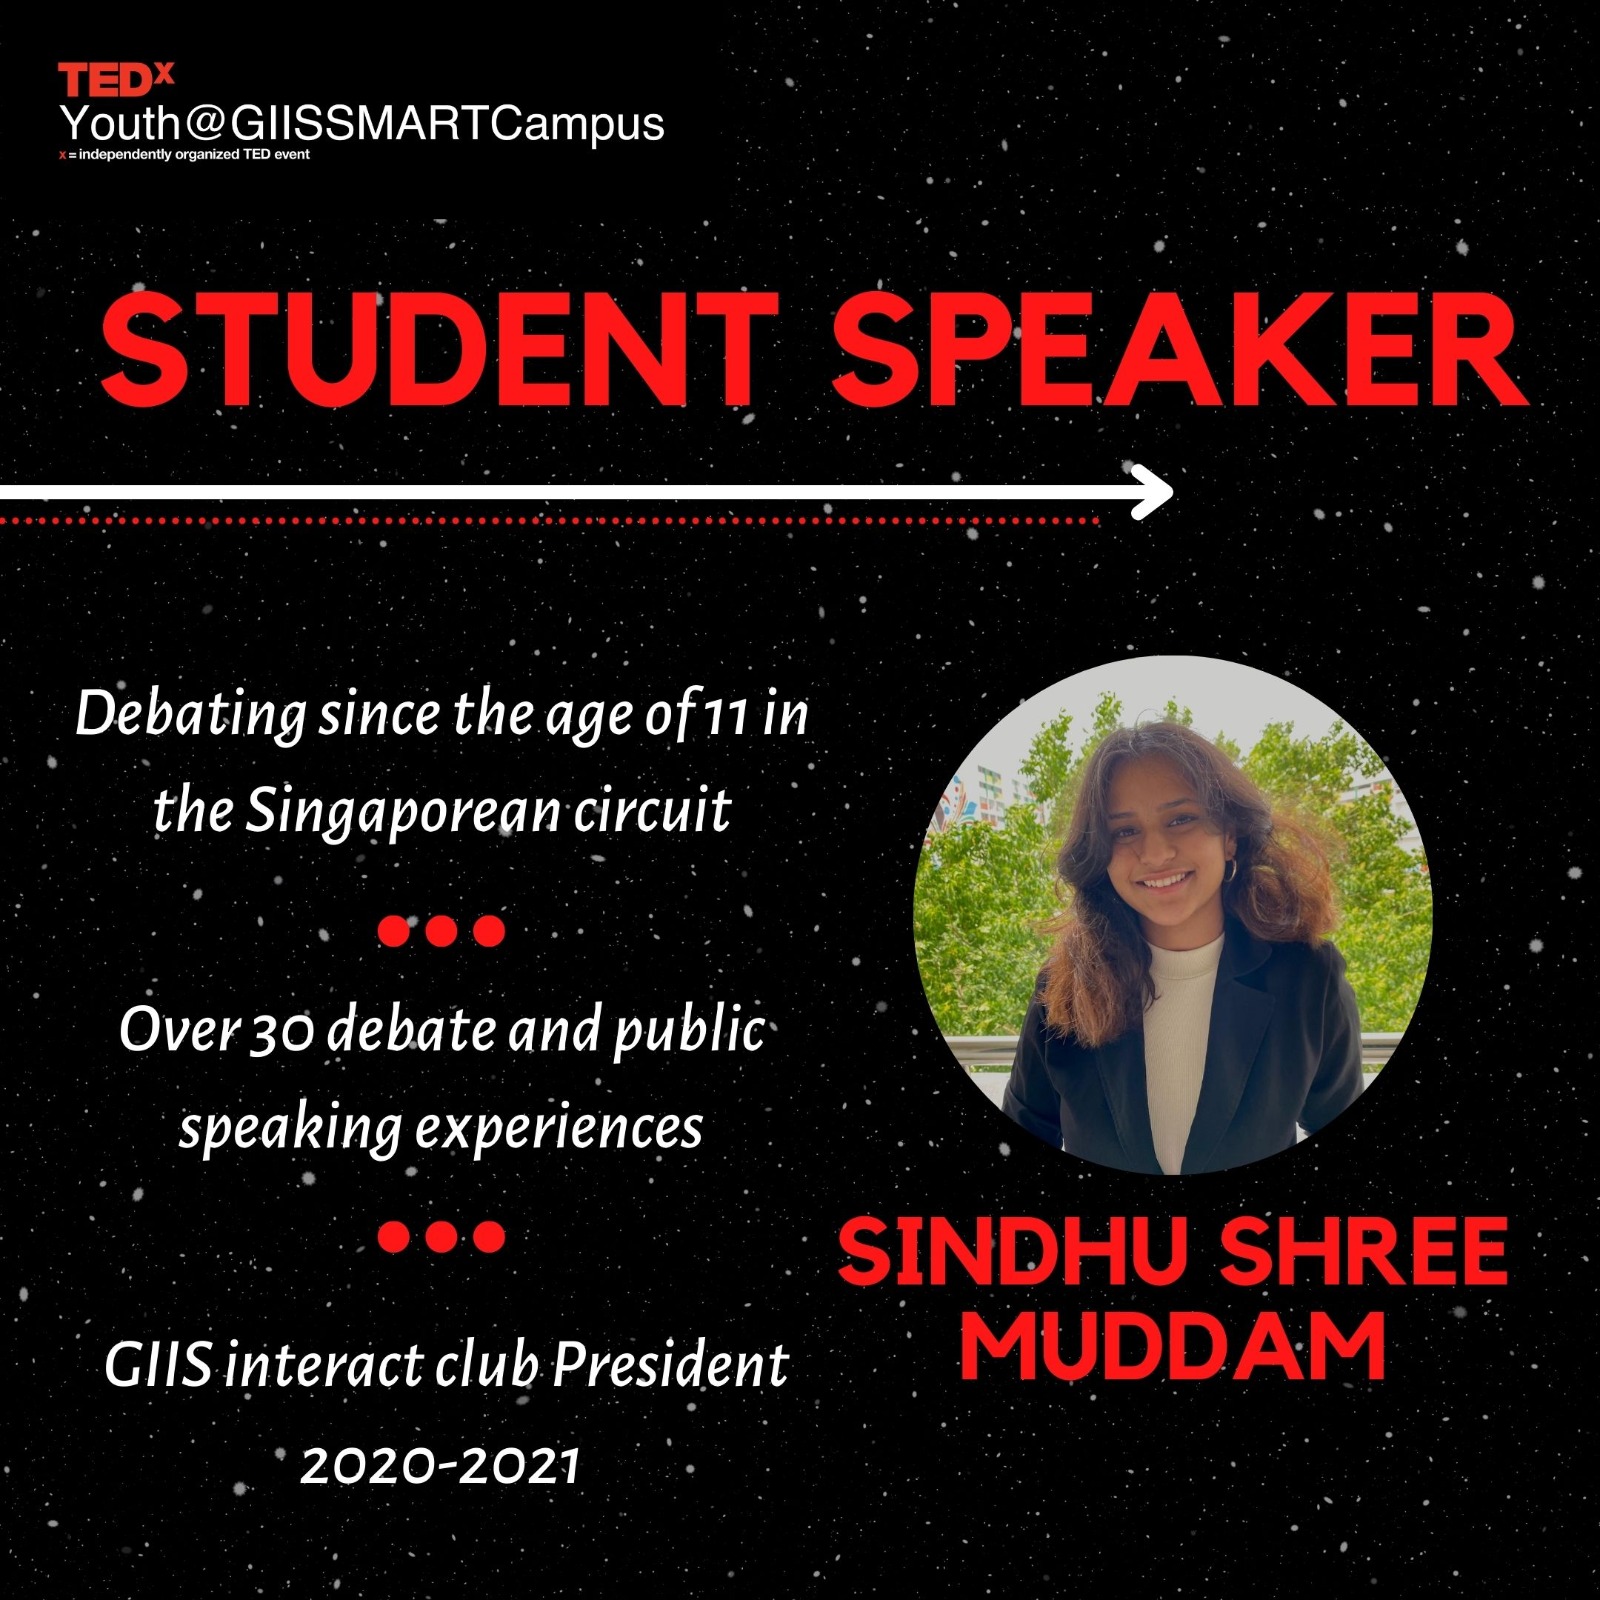 TEDx
Youth@GIISSMARTCampus
x = independently organized TED event
STUDENT SPEAKER
Debating since the age of 11 in
the Singaporean circuit
Over 30 debate and public
speaking experiences
GIIS interact club President
2020-2021
SINDHU SHREE
MUDDAM